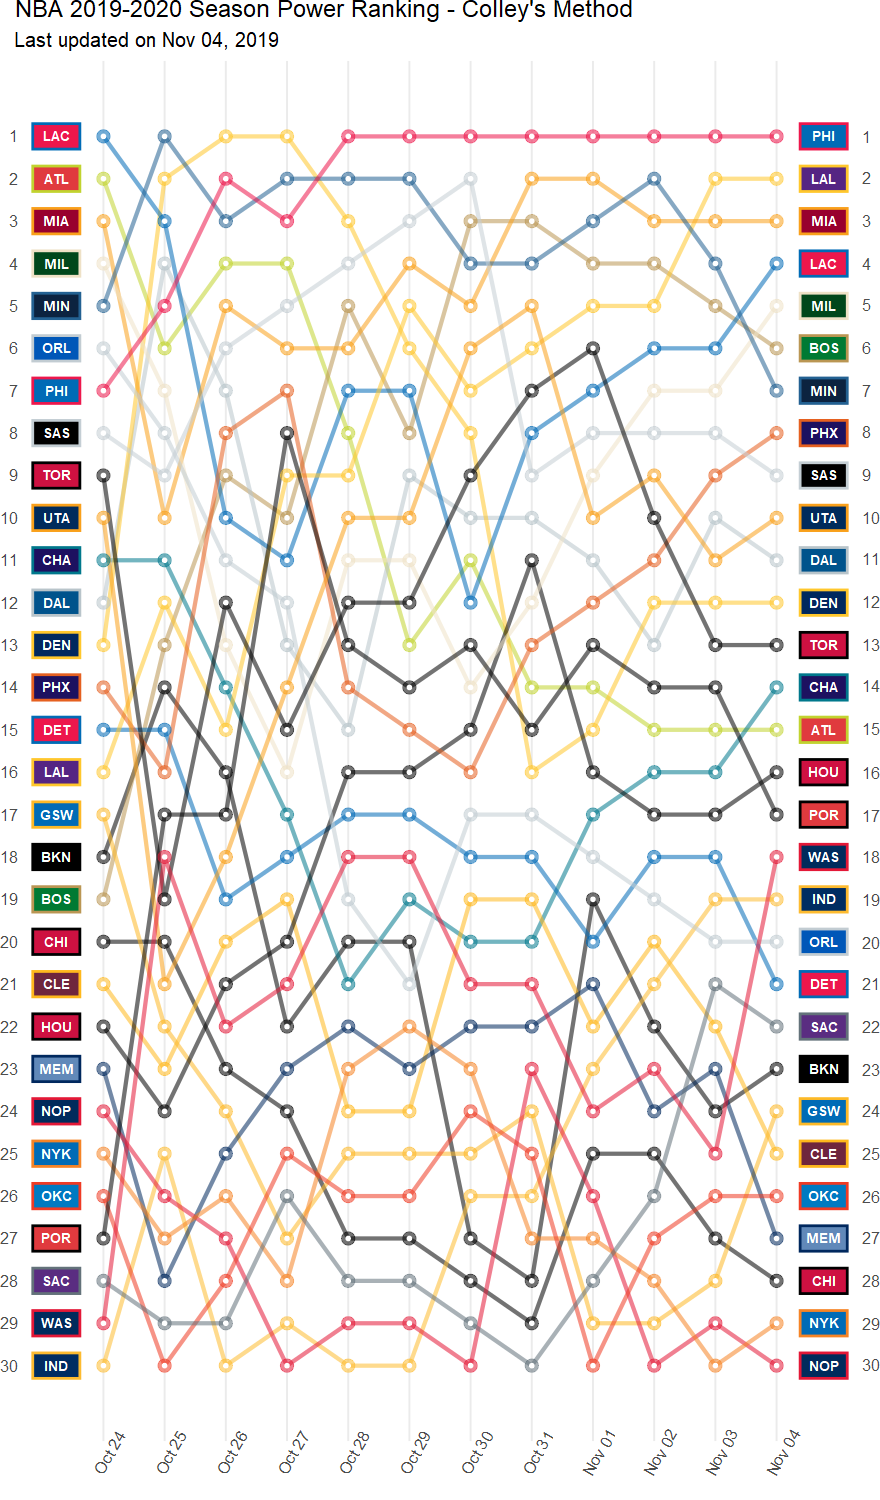 NBA 2019-2020 Season Power Ranking - Colley's Method
Last updated on Nov 04, 2019
1 LAC PHI 1
2 ATL LAL 2
3 MIA MIA 3
4 MIL LAC 4
5 MIN MIL 5
6 ORL BOS 6
7 PHI MIN 7
8 SAS PHX 8
9 TOR SAS 9
10 UTA UTA 10
11 CHA DAL 11
12 DAL DEN 12
13 DEN TOR 13
14 PHX CHA 14
15 DET ATL 15
16 LAL HOU 16
17 GSW POR 17
18 BKN WAS 18
19 BOS IND 19
20 CHI ORL 20
21 CLE DET 21
22 HOU SAC 22
23 MEM BKN 23
24 NOP GSW 24
25 NYK CLE 25
26 OKC OKC 26
27 POR MEM 27
28 SAC CHI 28
29 WAS NYK 29
30 IND NOP 30
Oct 24 Oct 25 Oct 26 Oct 27 Oct 28 Oct 29 Oct 30 Oct 31 Nov 01 Nov 02 Nov 03 Nov 04